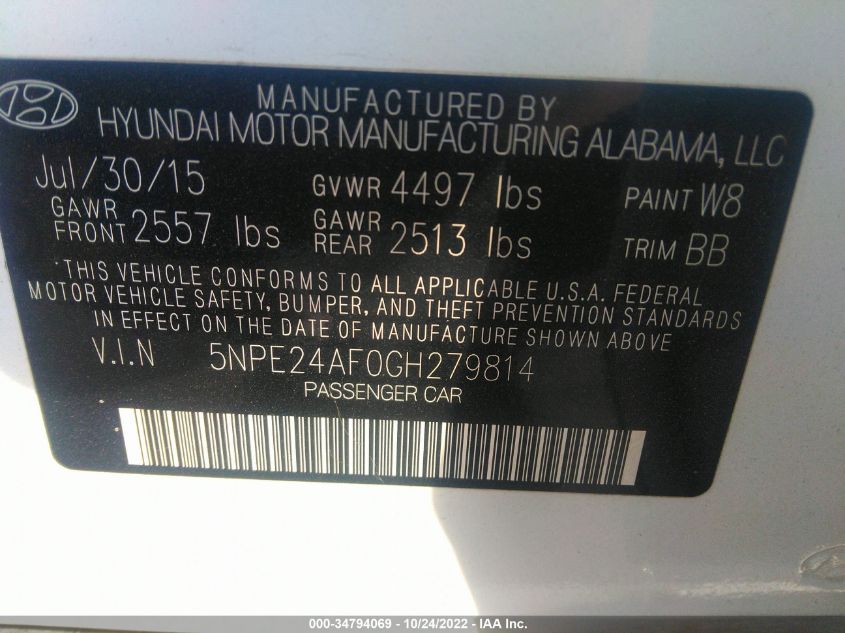 MANUFACTURED BY
HYUNDAI MOTOR MANUFACTURING ALABAMA, LLC
Jul/30/15 GVWR 4497 lbs PAINT W8
GAWR FRONT 2557 lbs GAWR REAR 2513 lbs TRIM BB
THIS VEHICLE CONFORMS TO ALL APPLICABLE U.S.A. FEDERAL
MOTOR VEHICLE SAFETY, BUMPER, AND THEFT PREVENTION STANDARDS
IN EFFECT ON THE DATE OF MANUFACTURE SHOWN ABOVE
V.I.N 5NPE24AF0GH279814
PASSENGER CAR
000-34794069 - 10/24/2022 - IAA Inc.